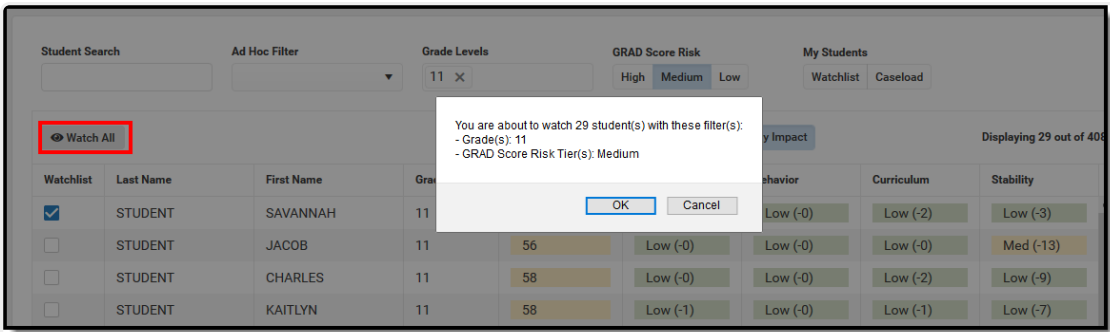 Student Search Ad Hoc Filter Grade Levels GRAD Score Risk My Students
11 × High Medium Low Watchlist Caseload
Watch All
You are about to watch 29 student(s) with these filter(s):
- Grade(s): 11
- GRAD Score Risk Tier(s): Medium
OK Cancel
Impact Displaying 29 out of 408
Watchlist Last Name First Name Curriculum Stability
STUDENT SAVANNAH 11 Low (-0) Low (-2) Low (-3)
STUDENT JACOB 11 56 Low (-0) Low (-0) Low (-0) Med (-13)
STUDENT CHARLES 11 58 Low (-0) Low (-0) Low (-2) Low (-9)
STUDENT KAITLYN 11 58 Low (-1) Low (-0) Low (-1) Low (-7)